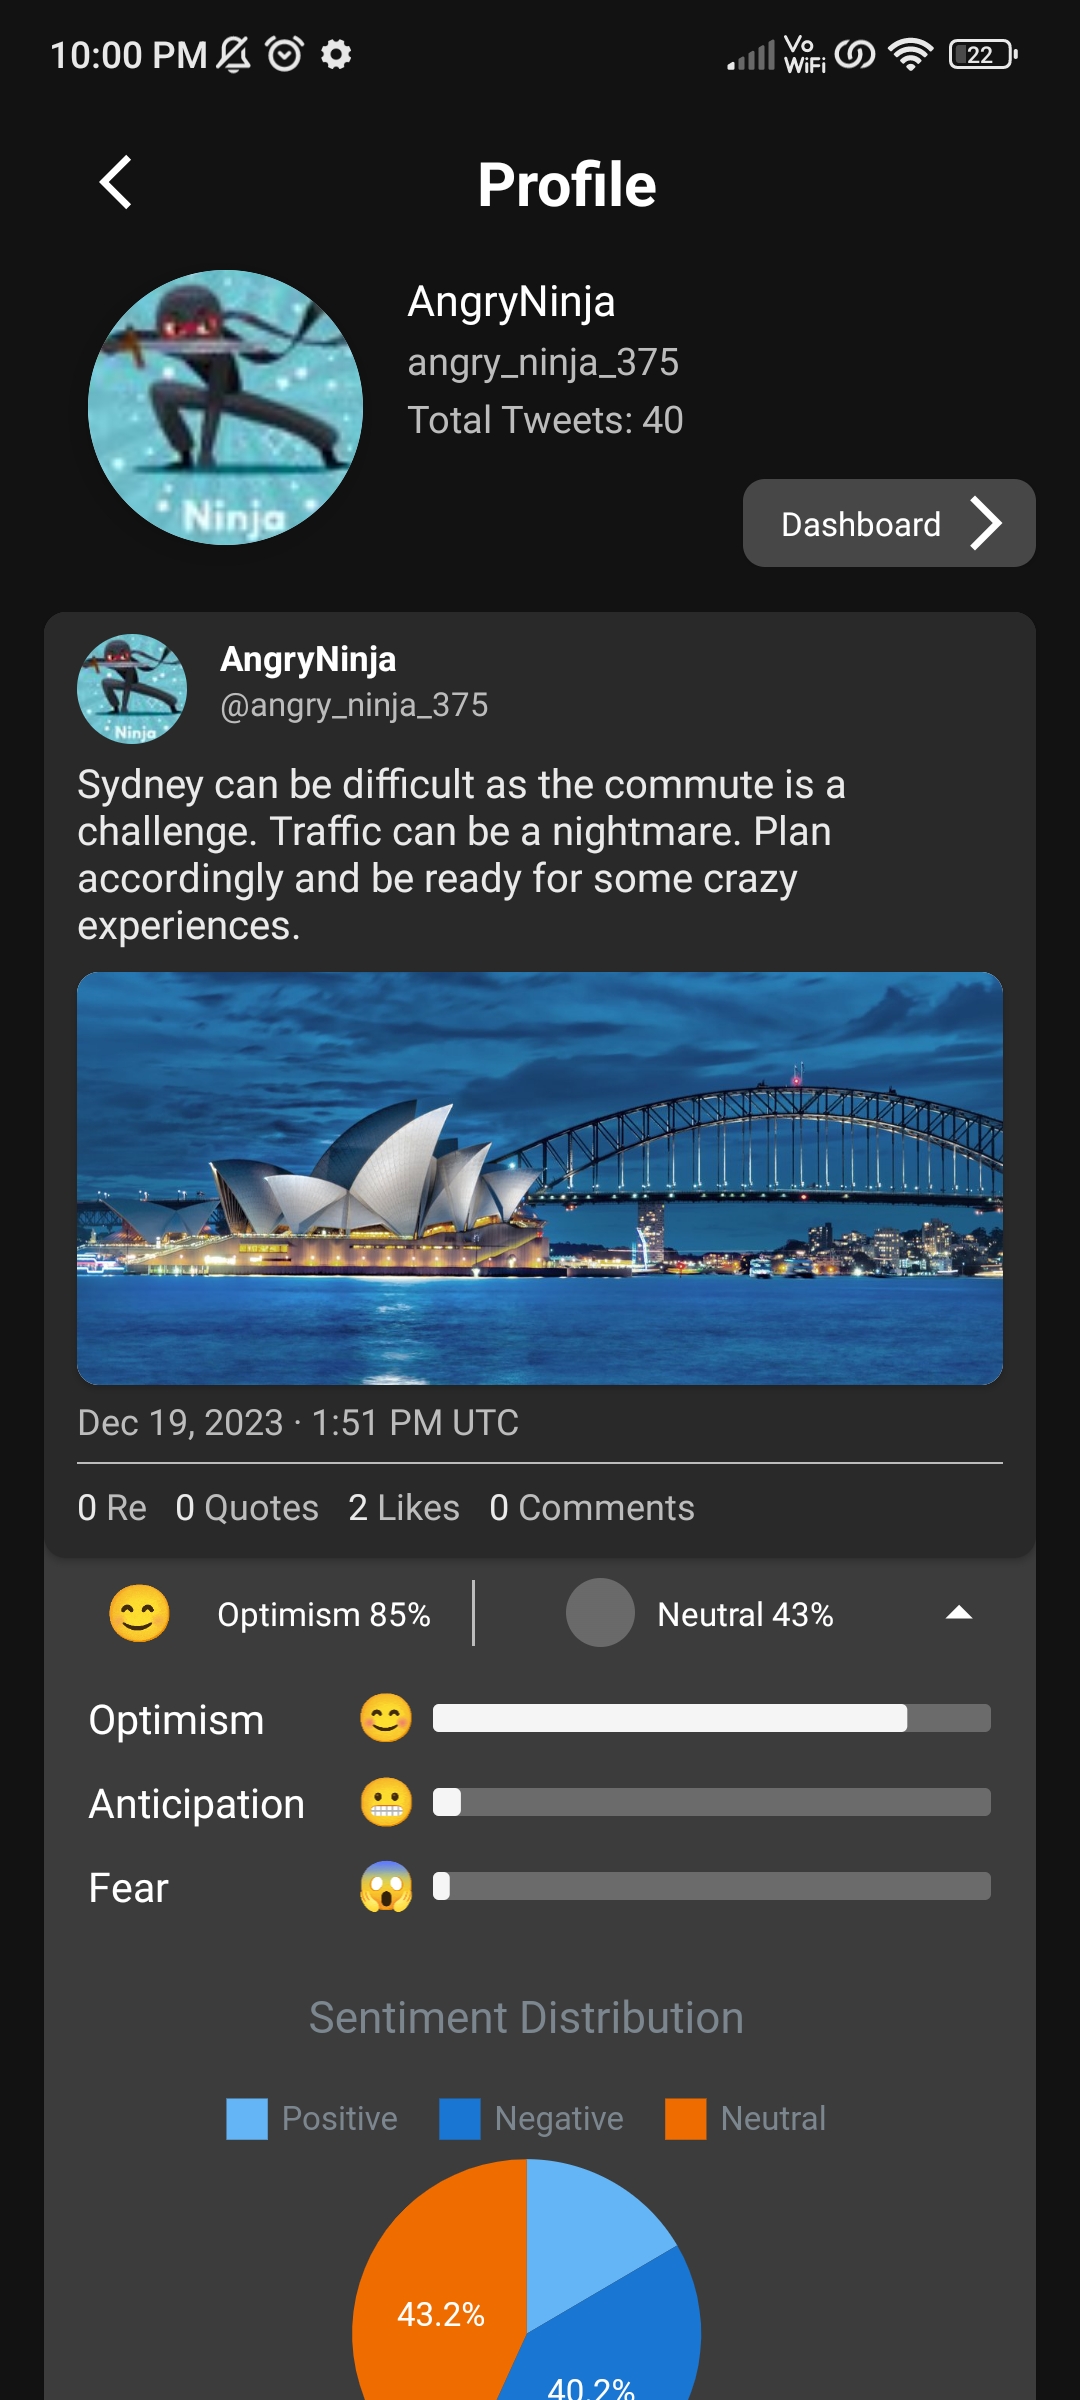 10:00 PM
Vo
WiFi
22
Profile
Ninja
AngryNinja
angry_ninja_375
Total Tweets: 40
Dashboard
Ninja
AngryNinja
@angry_ninja_375
Sydney can be difficult as the commute is a
challenge. Traffic can be a nightmare. Plan
accordingly and be ready for some crazy
experiences.
Dec 19, 2023 · 1:51 PM UTC
0 Re 0 Quotes 2 Likes 0 Comments
Optimism 85%
Neutral 43%
Optimism
Anticipation
Fear
Sentiment Distribution
Positive Negative Neutral
43.2%
40.2%